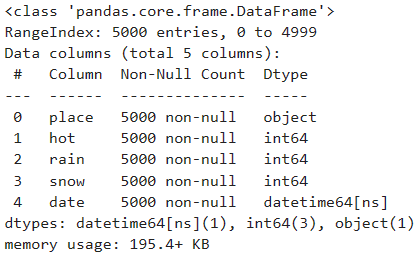 <class 'pandas.core.frame.DataFrame'>
RangeIndex: 5000 entries, 0 to 4999
Data columns (total 5 columns):
 #   Column  Non-Null Count  Dtype
---  ------  --------------  -----
 0   place   5000 non-null   object
 1   hot     5000 non-null   int64
 2   rain    5000 non-null   int64
 3   snow    5000 non-null   int64
 4   date    5000 non-null   datetime64[ns]
dtypes: datetime64[ns](1), int64(3), object(1)
memory usage: 195.4+ KB